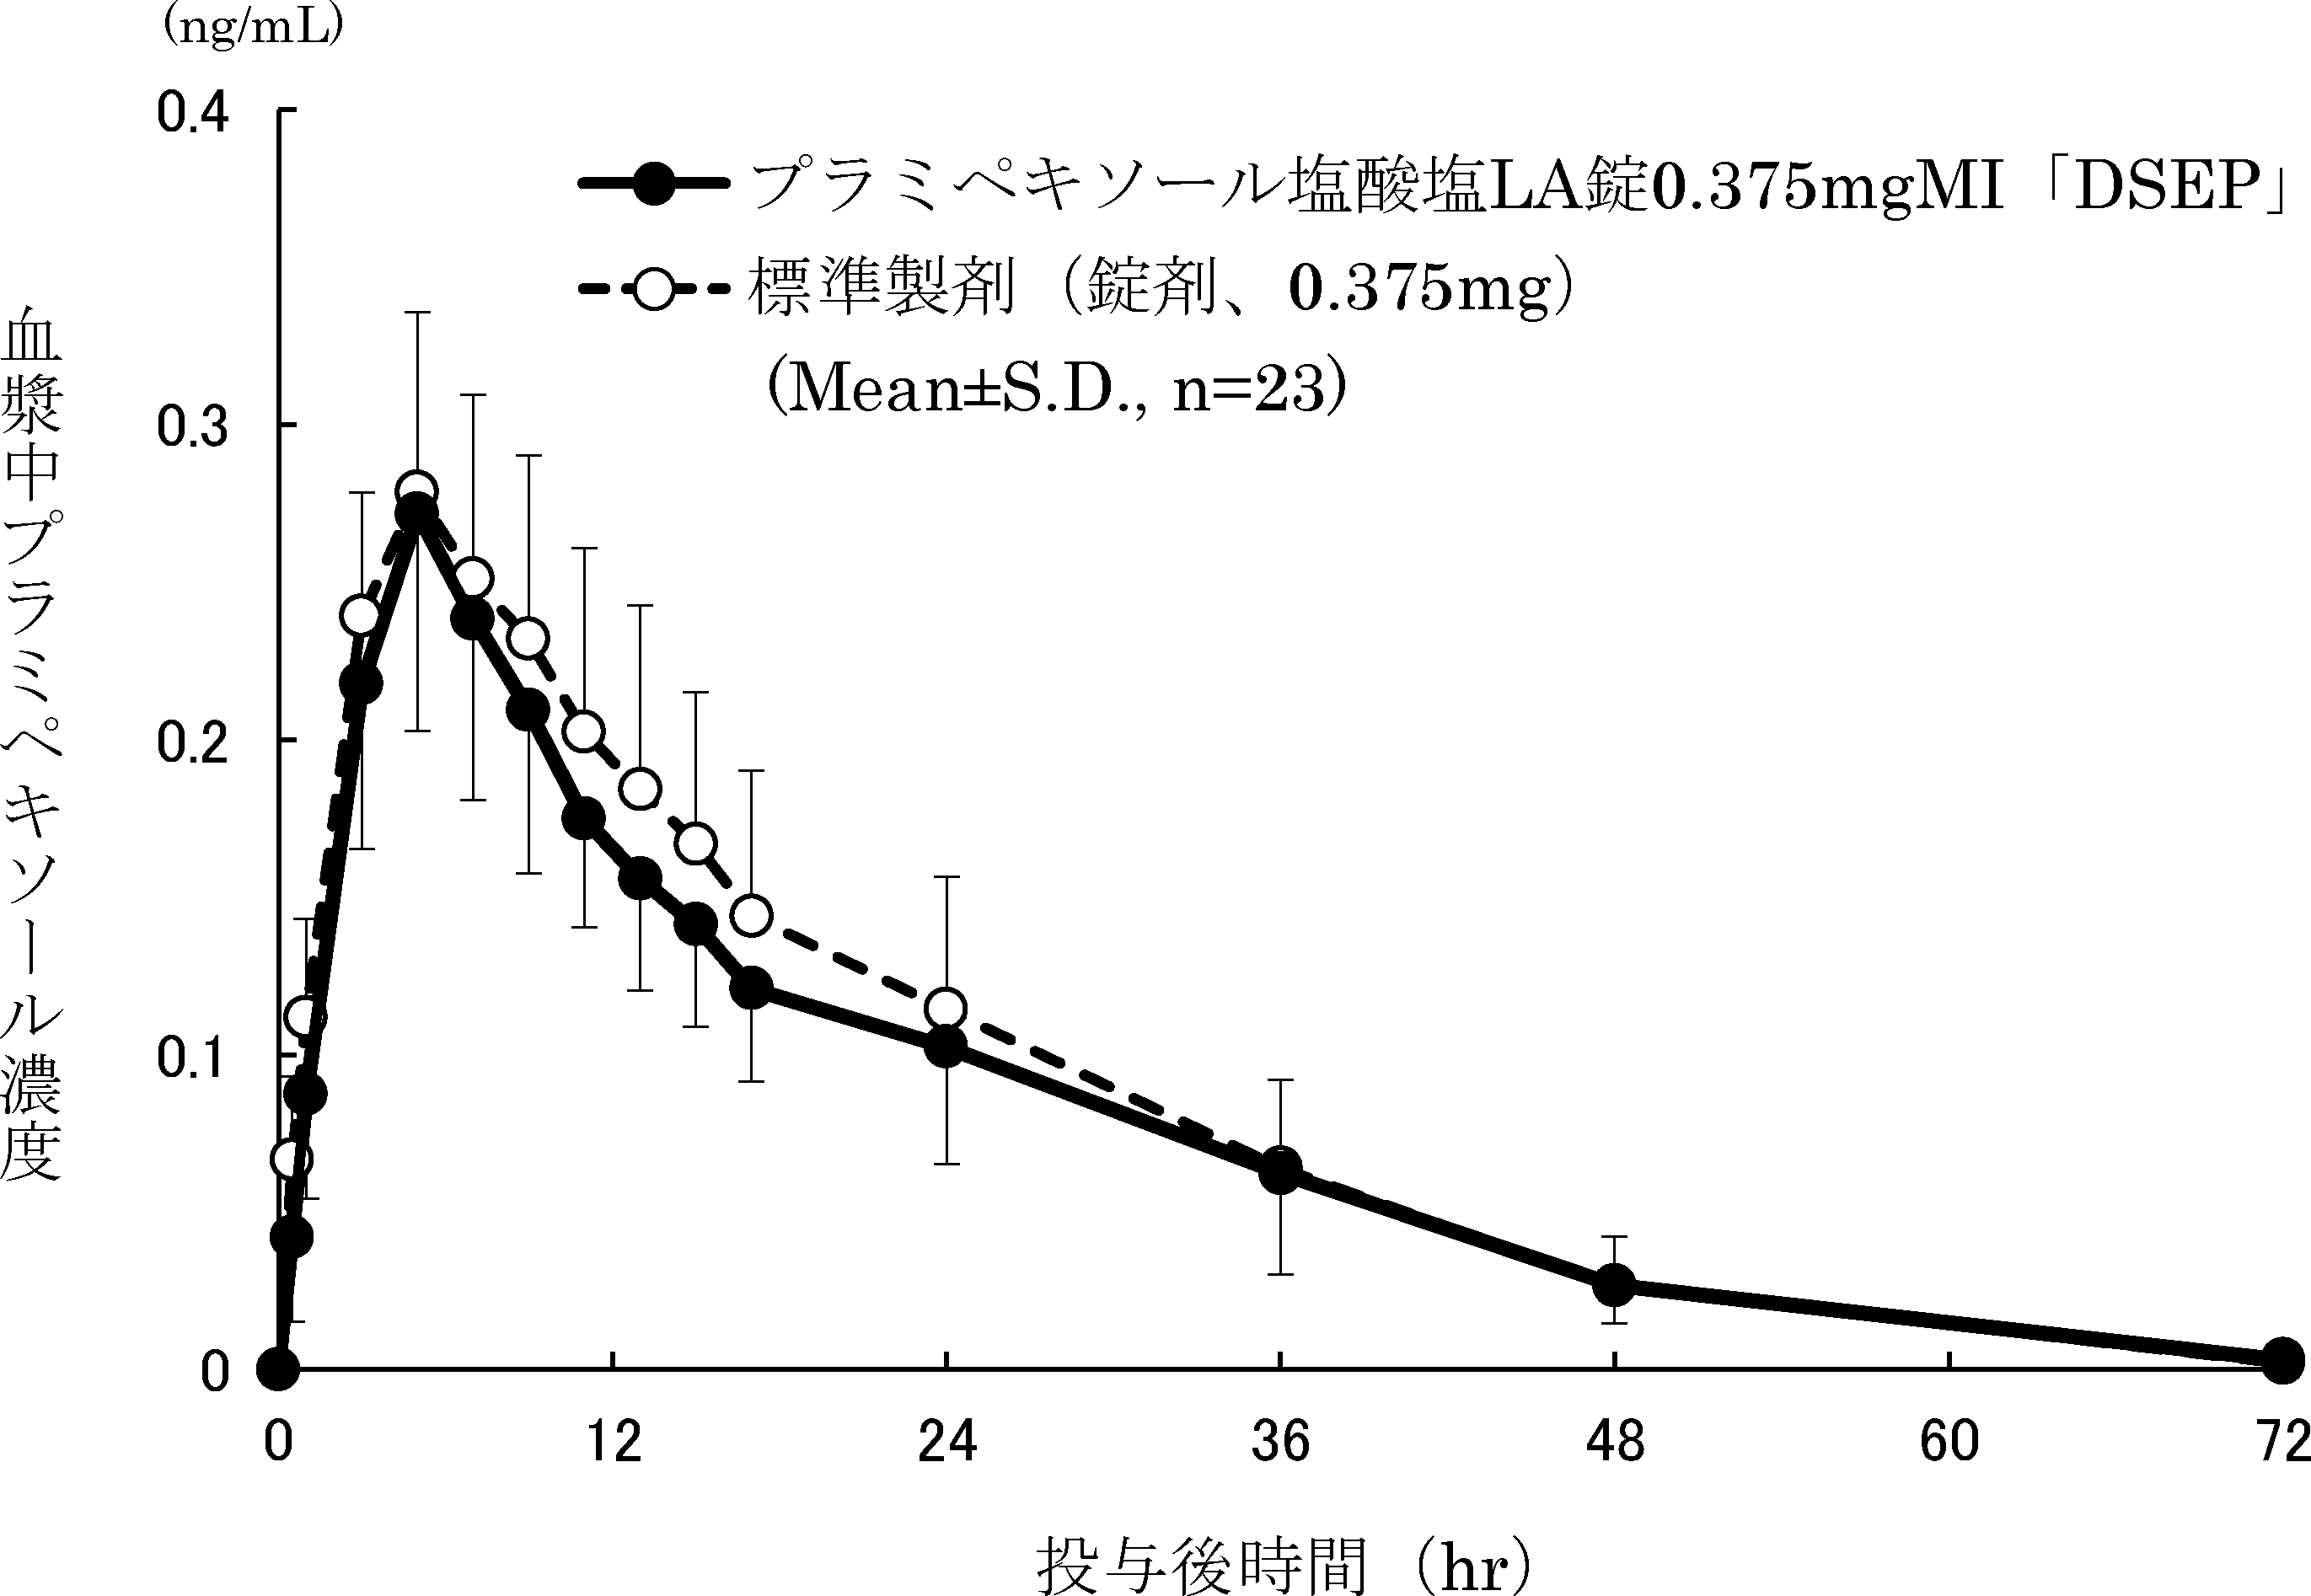 (ng/mL)
0.4
0.3
0.2
0.1
0
プラミペキソール塩酸塩LA錠0.375mgMI「DSEP」
標準製剤（錠剤、0.375mg）
(Mean±S.D., n=23)
血漿中プラミペキソール濃度
0 12 24 36 48 60 72
投与後時間（hr）